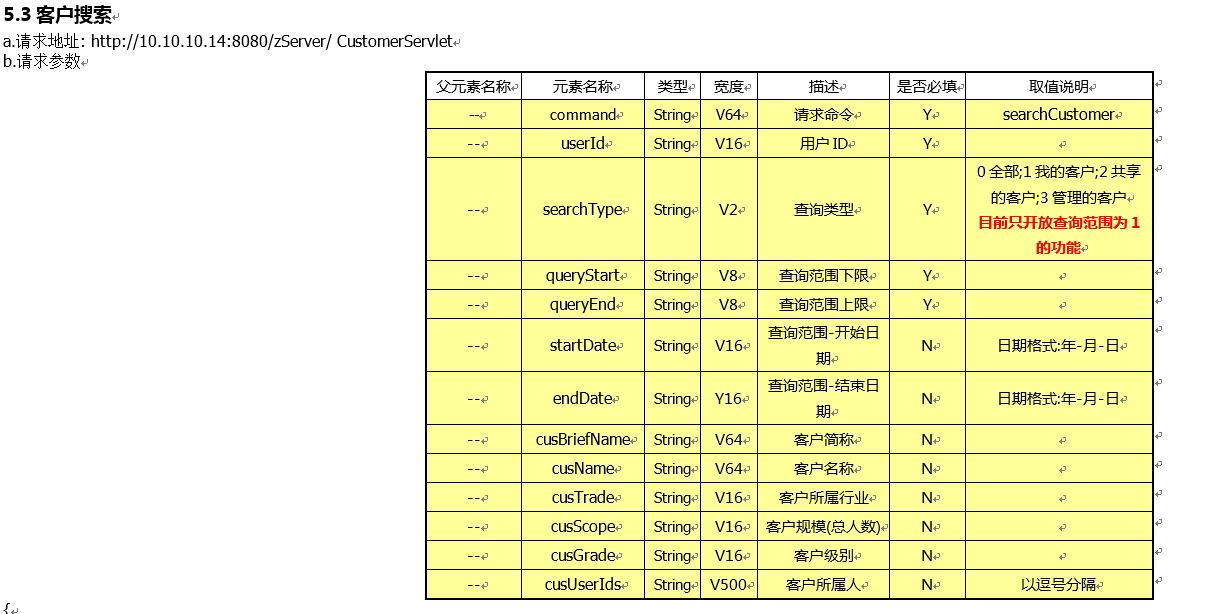 5.3 客户搜索
a.请求地址: http://10.10.10.14:8080/zServer/ CustomerServlet
b.请求参数
父元素名称 元素名称 类型 宽度 描述 是否必填 取值说明
-- command String V64 请求命令 Y searchCustomer
-- userId String V16 用户 ID Y
-- searchType String V2 查询类型 Y 0 全部;1 我的客户;2 共享
的客户;3 管理的客户
目前只开放查询范围为 1
的功能
-- queryStart String V8 查询范围下限 Y
-- queryEnd String V8 查询范围上限 Y
-- startDate String V16 查询范围-开始日
期 N 日期格式:年-月-日
-- endDate String Y16 查询范围-结束日
期 N 日期格式:年-月-日
-- cusBriefName String V64 客户简称 N
-- cusName String V64 客户名称 N
-- cusTrade String V16 客户所属行业 N
-- cusScope String V16 客户规模(总人数) N
-- cusGrade String V16 客户级别 N
-- cusUserIds String V500 客户所属人 N 以逗号分隔
{